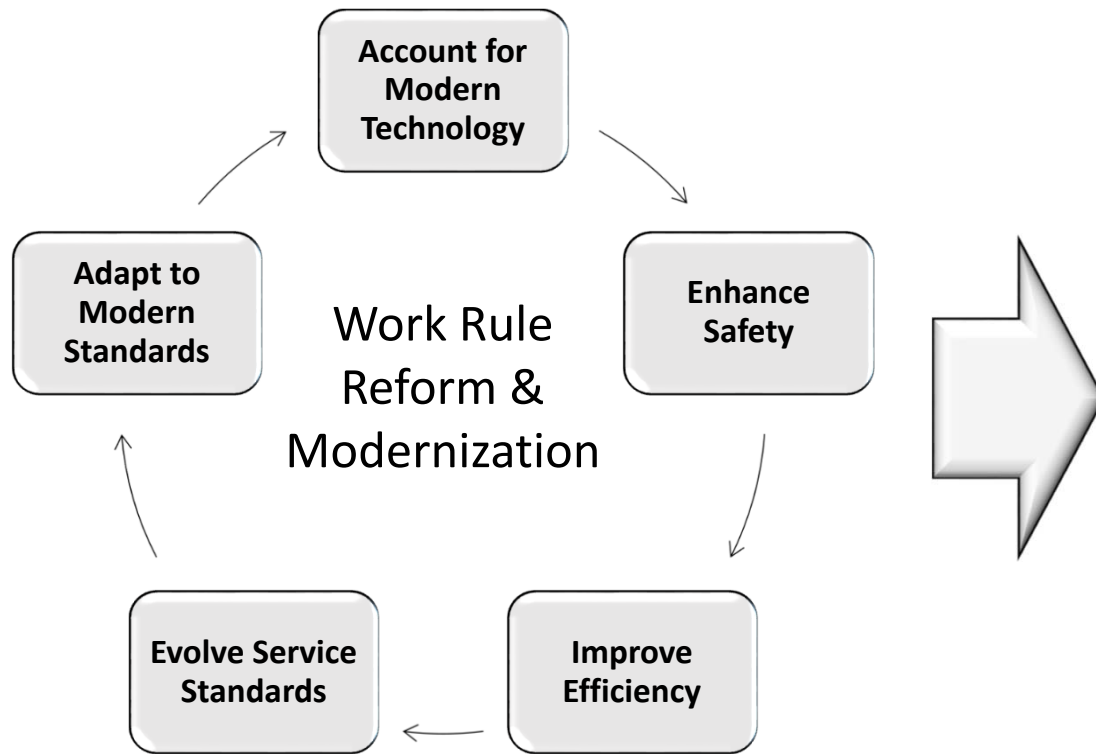 Account for
Modern
Technology
Enhance
Safety
Improve
Efficiency
Evolve Service
Standards
Adapt to
Modern
Standards
Work Rule
Reform &
Modernization